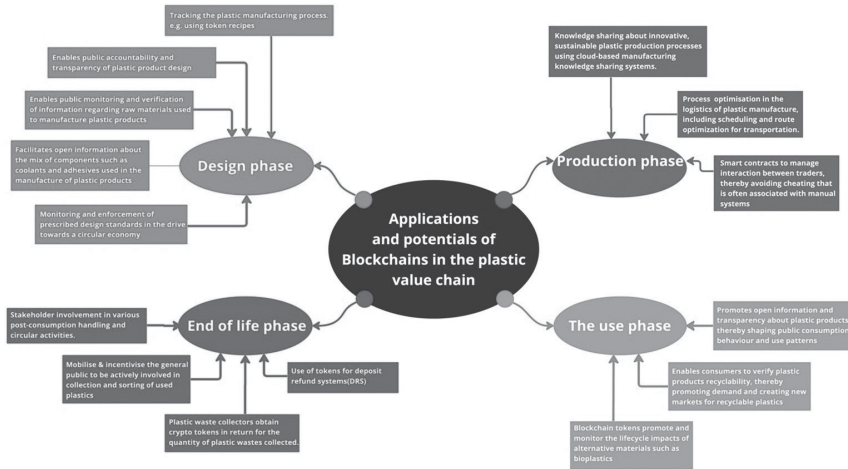 Tracking the plastic manufacturing process.
e.g. using token recipes
Enables public accountability and
transparency of plastic product design
Enables public monitoring and verification
of information regarding raw materials used
to manufacture plastic products
Facilitates open information about
the mix of components such as
coolants and adhesives used in the
manufacture of plastic products
Monitoring and enforcement of
prescribed design standards in the drive
towards a circular economy
Design phase
Knowledge sharing about innovative,
sustainable plastic production processes
using cloud-based manufacturing
knowledge sharing systems.
Process optimisation in the
logistics of plastic manufacture,
including scheduling and route
optimization for transportation.
Smart contracts to manage
interaction between traders,
thereby avoiding cheating that
is often associated with manual
systems
Production phase
Applications
and potentials of
Blockchains in the plastic
value chain
Stakeholder involvement in various
post-consumption handling and
circular activities.
Mobilise & incentivise the general
public to be actively involved in
collection and sorting of used
plastics
Plastic waste collectors obtain
crypto tokens in return for the
quantity of plastic wastes collected.
Use of tokens for deposit
refund systems(DRS)
End of life phase
The use phase
Promotes open information and
transparency about plastic products
thereby shaping public consumption
behaviour and use patterns
Enables consumers to verify plastic
products recyclability, thereby
promoting demand and creating new
markets for recyclable plastics
Blockchain tokens promote and
monitor the lifecycle impacts of
alternative materials such as
bioplastics